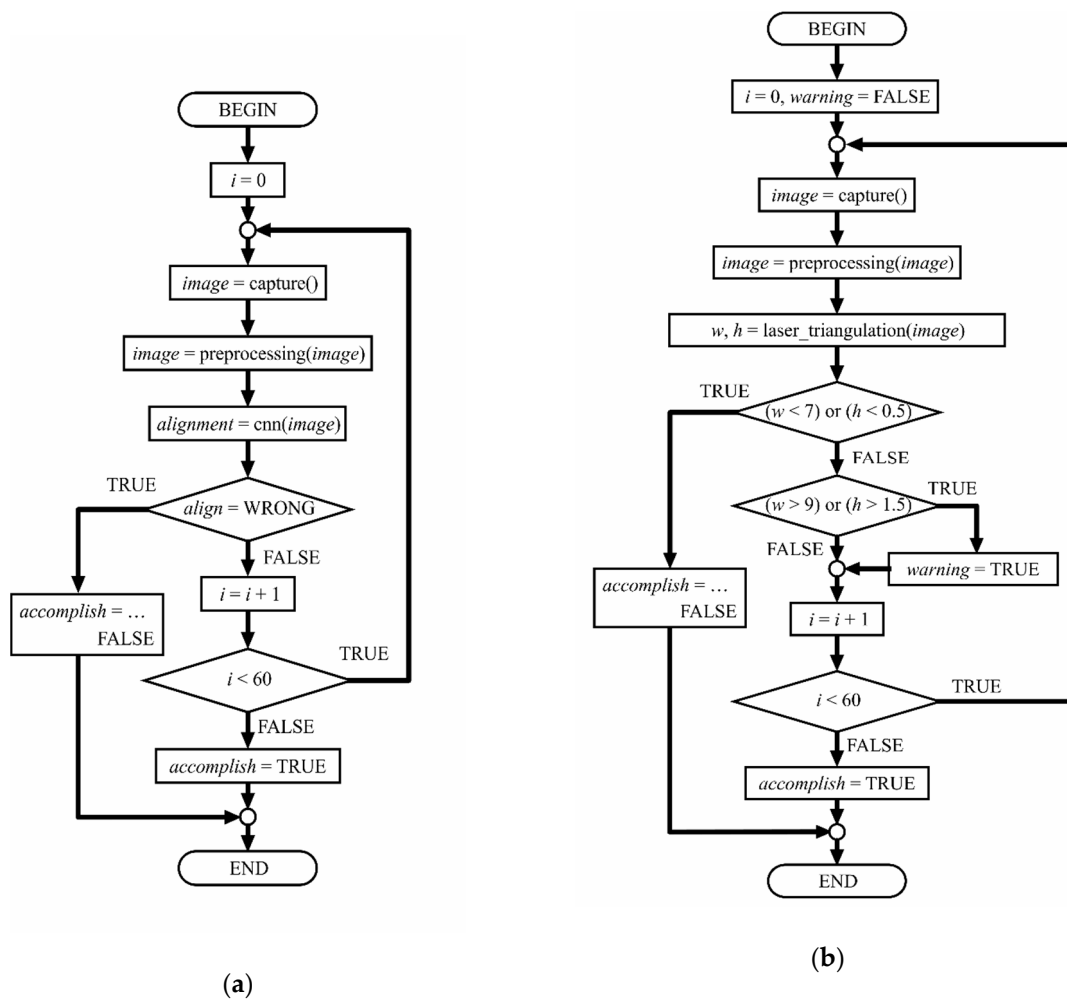 BEGIN
i = 0
image = capture()
image = preprocessing(image)
alignment = cnn(image)
TRUE
align = WRONG
FALSE
i = i + 1
accomplish = …
FALSE
TRUE
i < 60
FALSE
accomplish = TRUE
END
(a)
BEGIN
i = 0, warning = FALSE
image = capture()
image = preprocessing(image)
w, h = laser_triangulation(image)
TRUE
(w < 7) or (h < 0.5)
FALSE
(w > 9) or (h > 1.5)
TRUE
FALSE
warning = TRUE
accomplish = …
FALSE
i = i + 1
i < 60
TRUE
FALSE
accomplish = TRUE
END
(b)